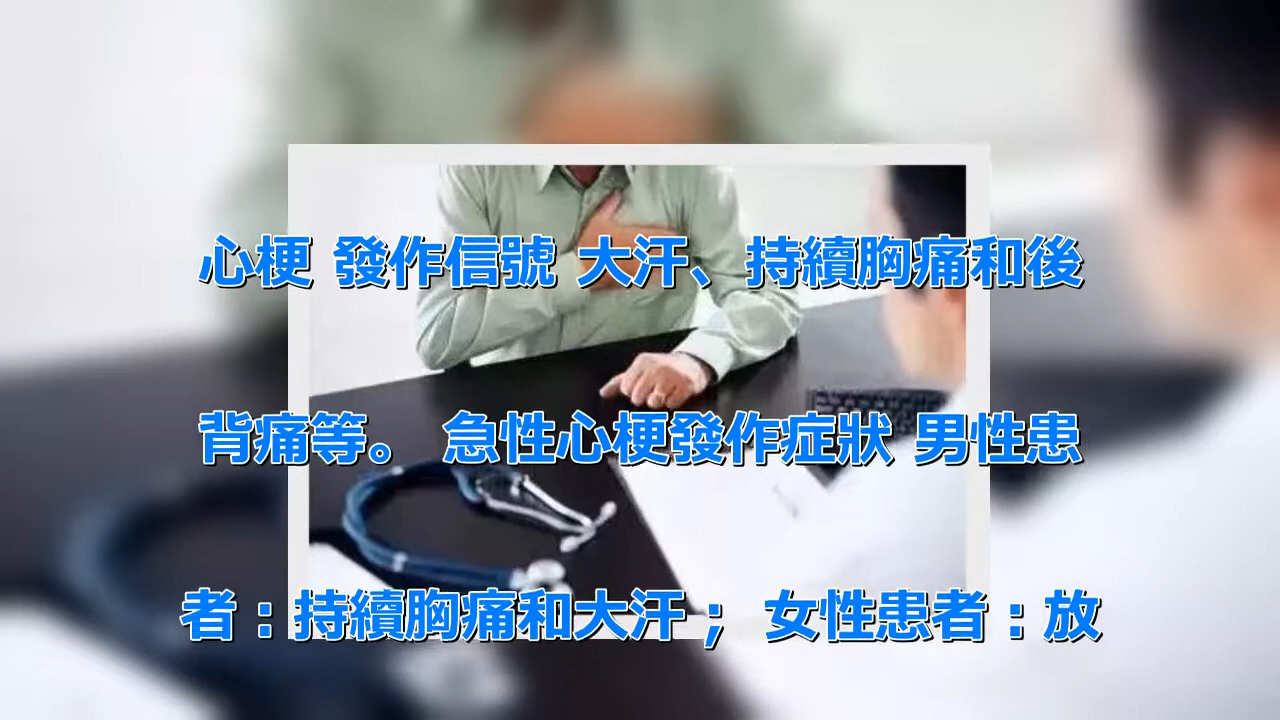 心梗 發作信號 大汗、持續胸痛和後
背痛等。 急性心梗發作症狀 男性患
者：持續胸痛和大汗； 女性患者：放